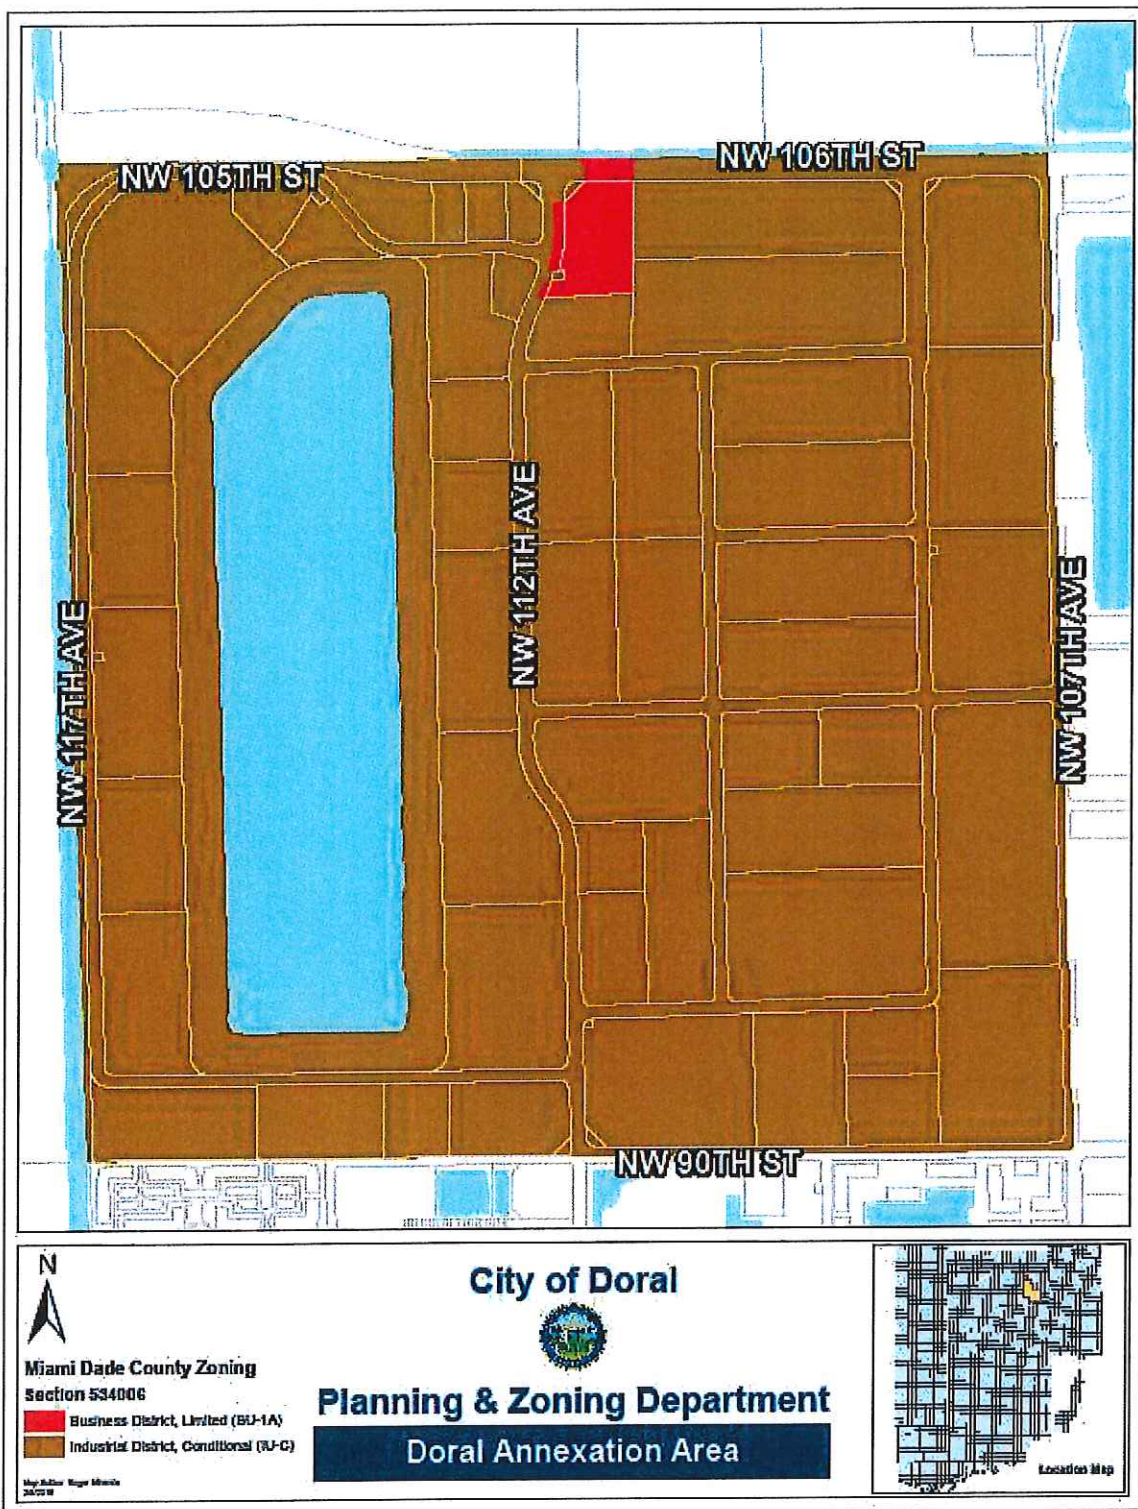 NW 105TH ST
NW 106TH ST
NW 112TH AVE
NW 117TH AVE
NW 107TH AVE
NW 90TH ST
N
City of Doral
Miami Dade County Zoning
Section 534006
Business District, Limited (BU-1A)
Industrial District, Conditional (IU-C)
Planning & Zoning Department
Doral Annexation Area
Location Map